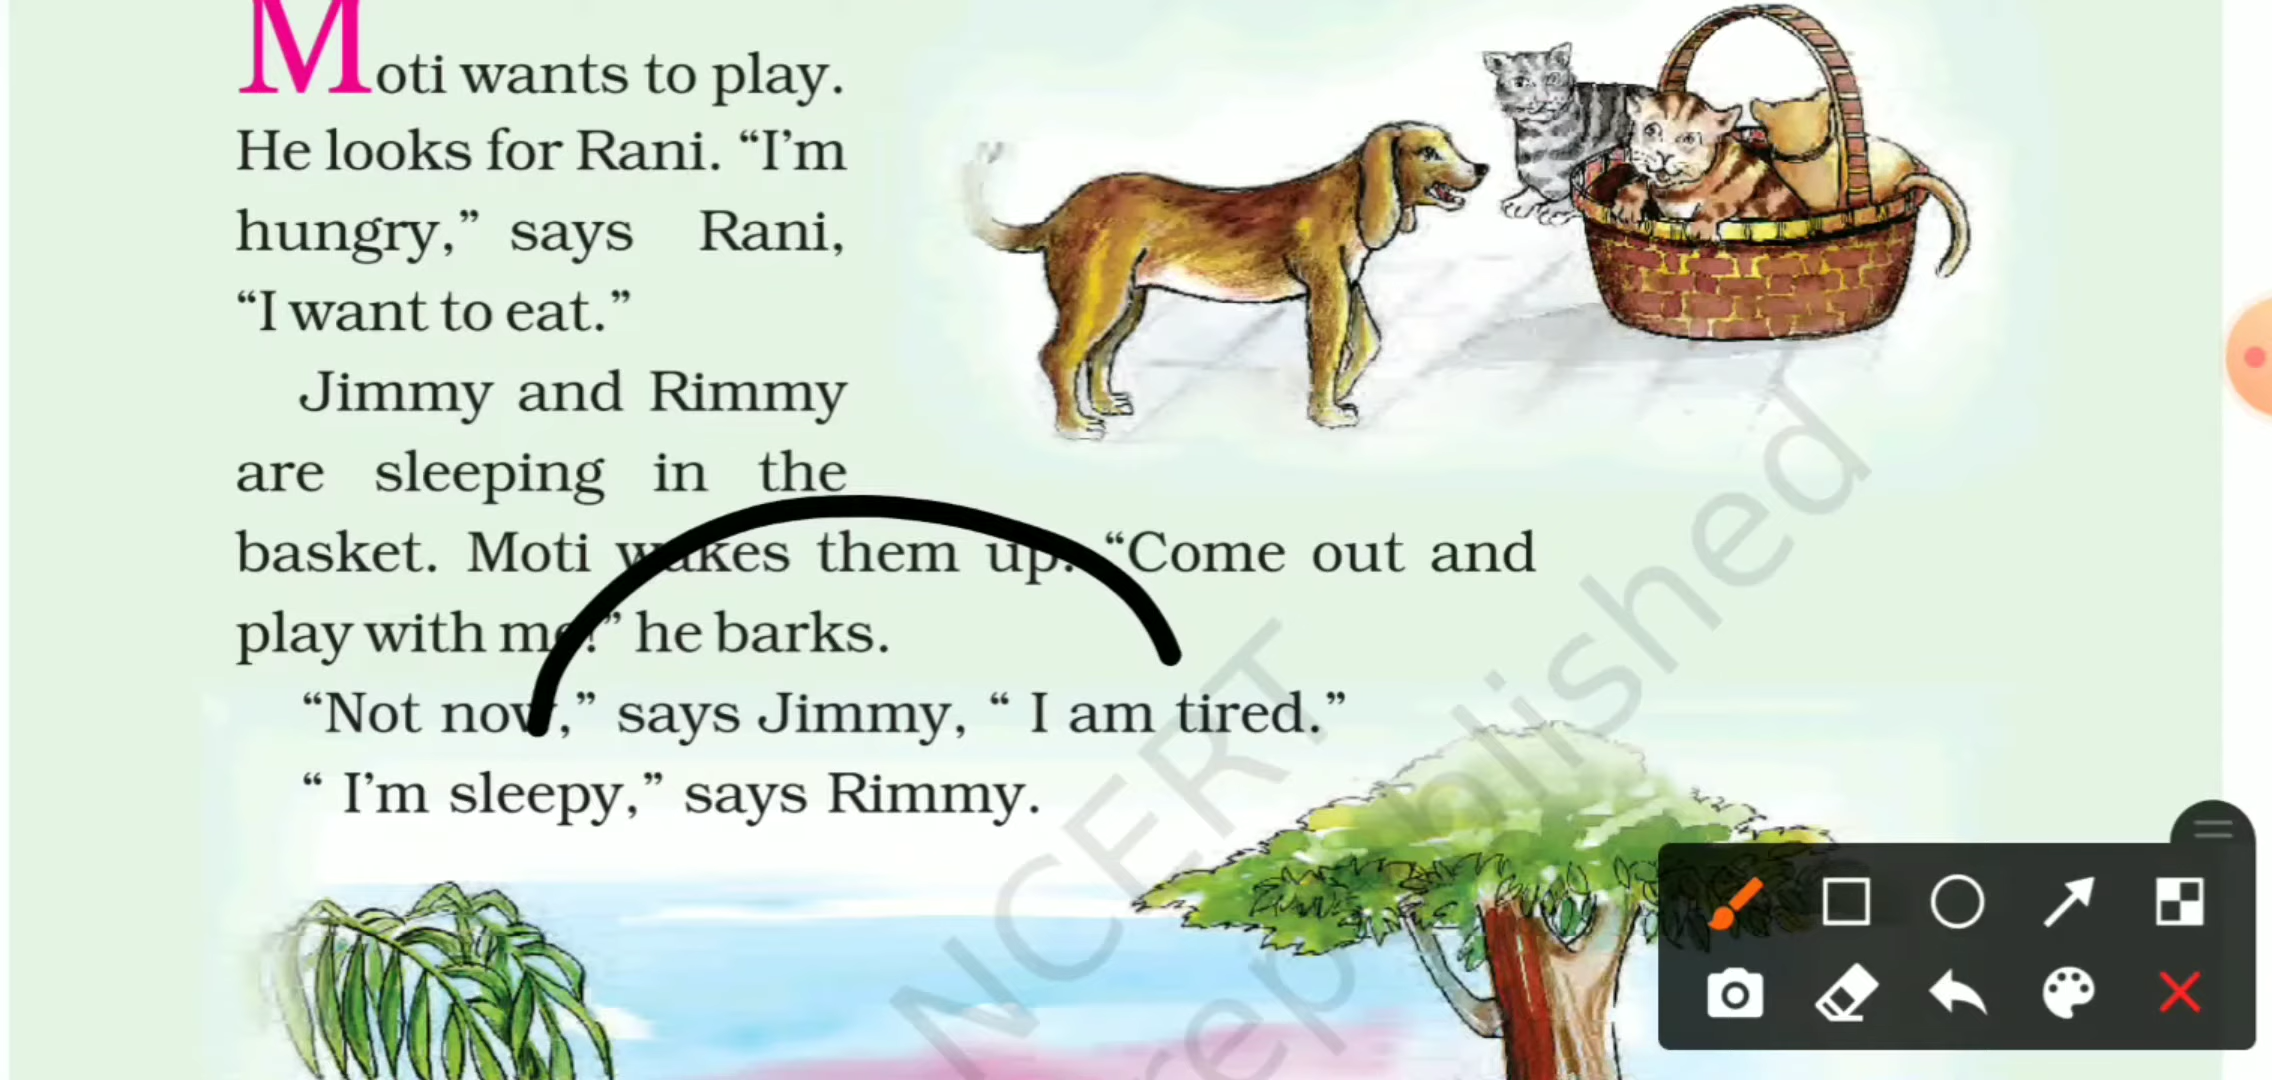 Moti wants to play.
He looks for Rani. “I’m
hungry,” says Rani,
“I want to eat.”
Jimmy and Rimmy
are sleeping in the
basket. Moti wakes them up. “Come out and
play with me!” he barks.
“Not now,” says Jimmy, “ I am tired.”
“ I’m sleepy,” says Rimmy.
NCERT
republished